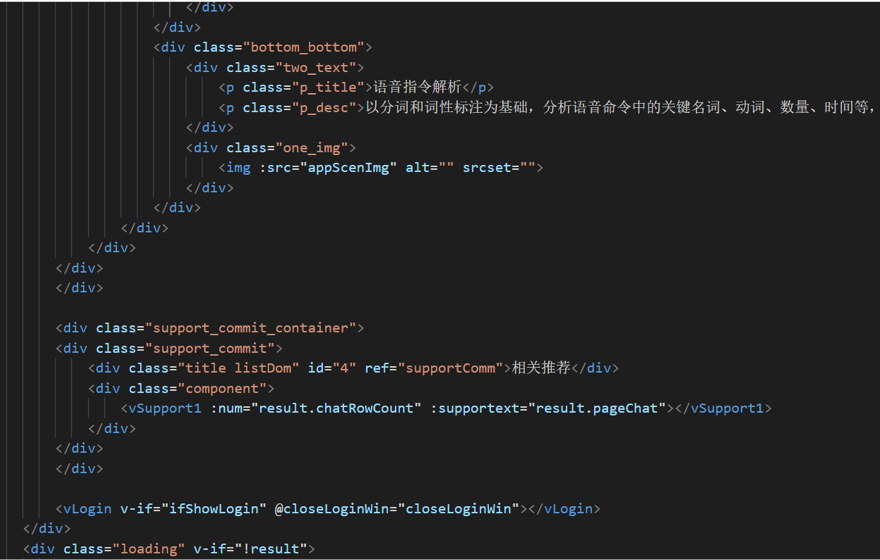 </div>
</div>
<div class="bottom_bottom">
<div class="two_text">
<p class="p_title">语音指令解析</p>
<p class="p_desc">以分词和词性标注为基础，分析语音命令中的关键名词、动词、数量、时间等，
</div>
<div class="one_img">
<img :src="appScenImg" alt="" srcset="">
</div>
</div>
</div>
</div>
</div>
</div>
<div class="support_commit_container">
<div class="support_commit">
<div class="title listDom" id="4" ref="supportComm">相关推荐</div>
<div class="component">
<vSupport1 :num="result.chatRowCount" :supportext="result.pageChat"></vSupport1>
</div>
</div>
</div>
<vLogin v-if="ifShowLogin" @closeLoginWin="closeLoginWin"></vLogin>
</div>
<div class="loading" v-if="!result">